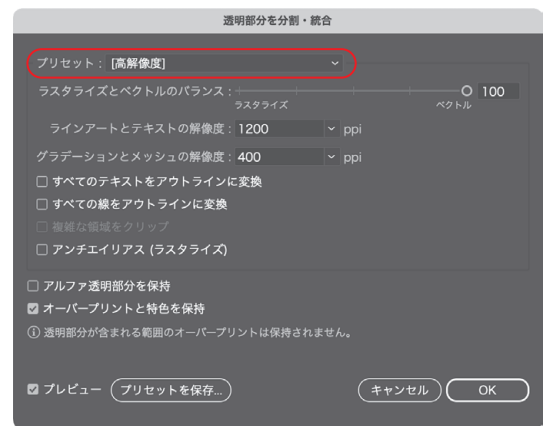 透明部分を分割・統合
プリセット : [高解像度]
ラスタライズとベクトルのバランス : 100
ラスタライズ ベクトル
ラインアートとテキストの解像度 : 1200 ppi
グラデーションとメッシュの解像度 : 400 ppi
すべてのテキストをアウトラインに変換
すべての線をアウトラインに変換
複雑な領域をクリップ
アンチエイリアス (ラスタライズ)
アルファ透明部分を保持
オーバープリントと特色を保持
透明部分が含まれる範囲のオーバープリントは保持されません。
プレビュー プリセットを保存... キャンセル OK